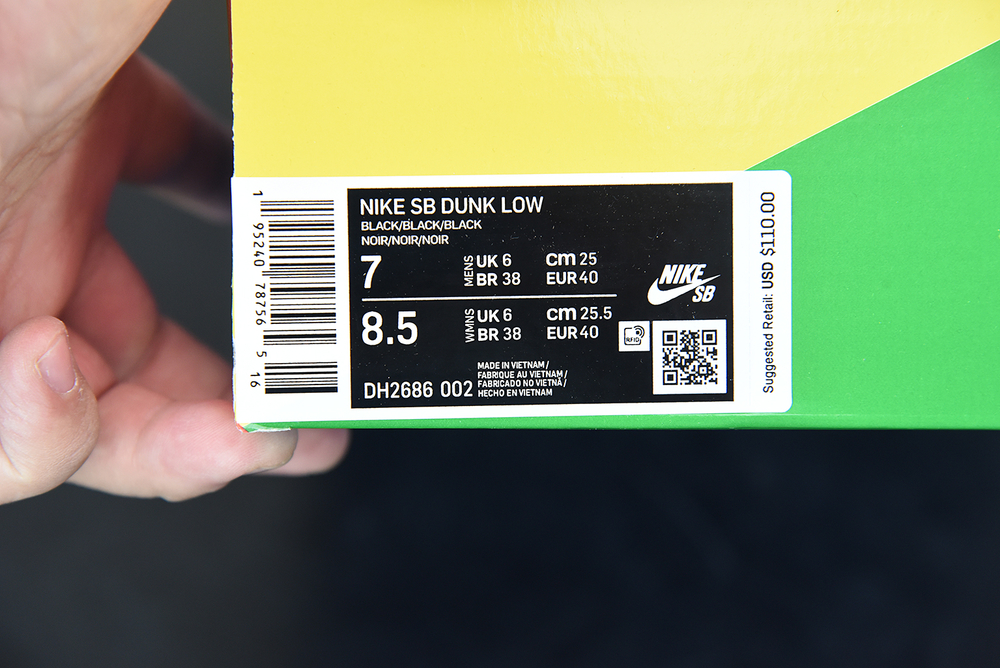 NIKE SB DUNK LOW
BLACK/BLACK/BLACK
NOIR/NOIR/NOIR
7
MENS
UK 6
BR 38
cm 25
EUR 40
8.5
WMNS
UK 6
BR 38
cm 25.5
EUR 40
DH2686 002
MADE IN VIETNAM /
FABRIQUE AU VIETNAM /
FABRICADO NO VIETNÃ /
HECHO EN VIETNAM
NIKE
SB
RFID
Suggested Retail: USD $110.00
1 95240 78756 5 16